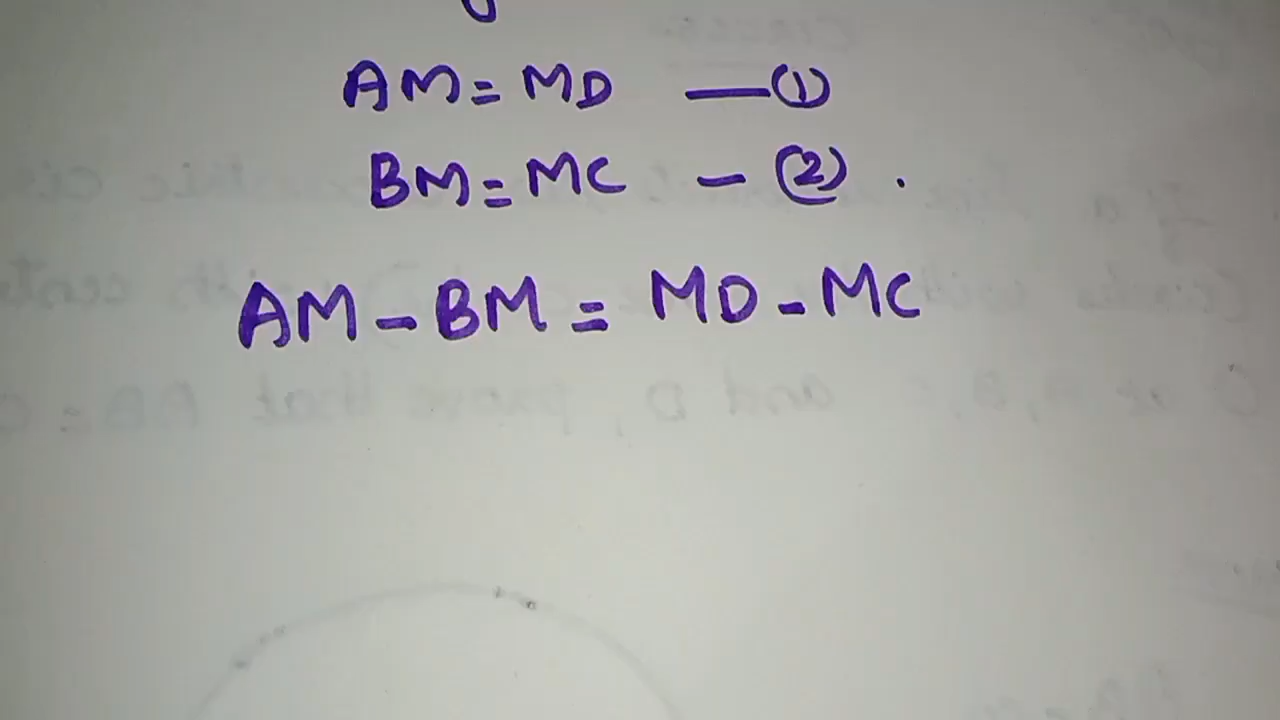 AM = MD —(1)
BM = MC - (2) .
AM - BM = MD - MC